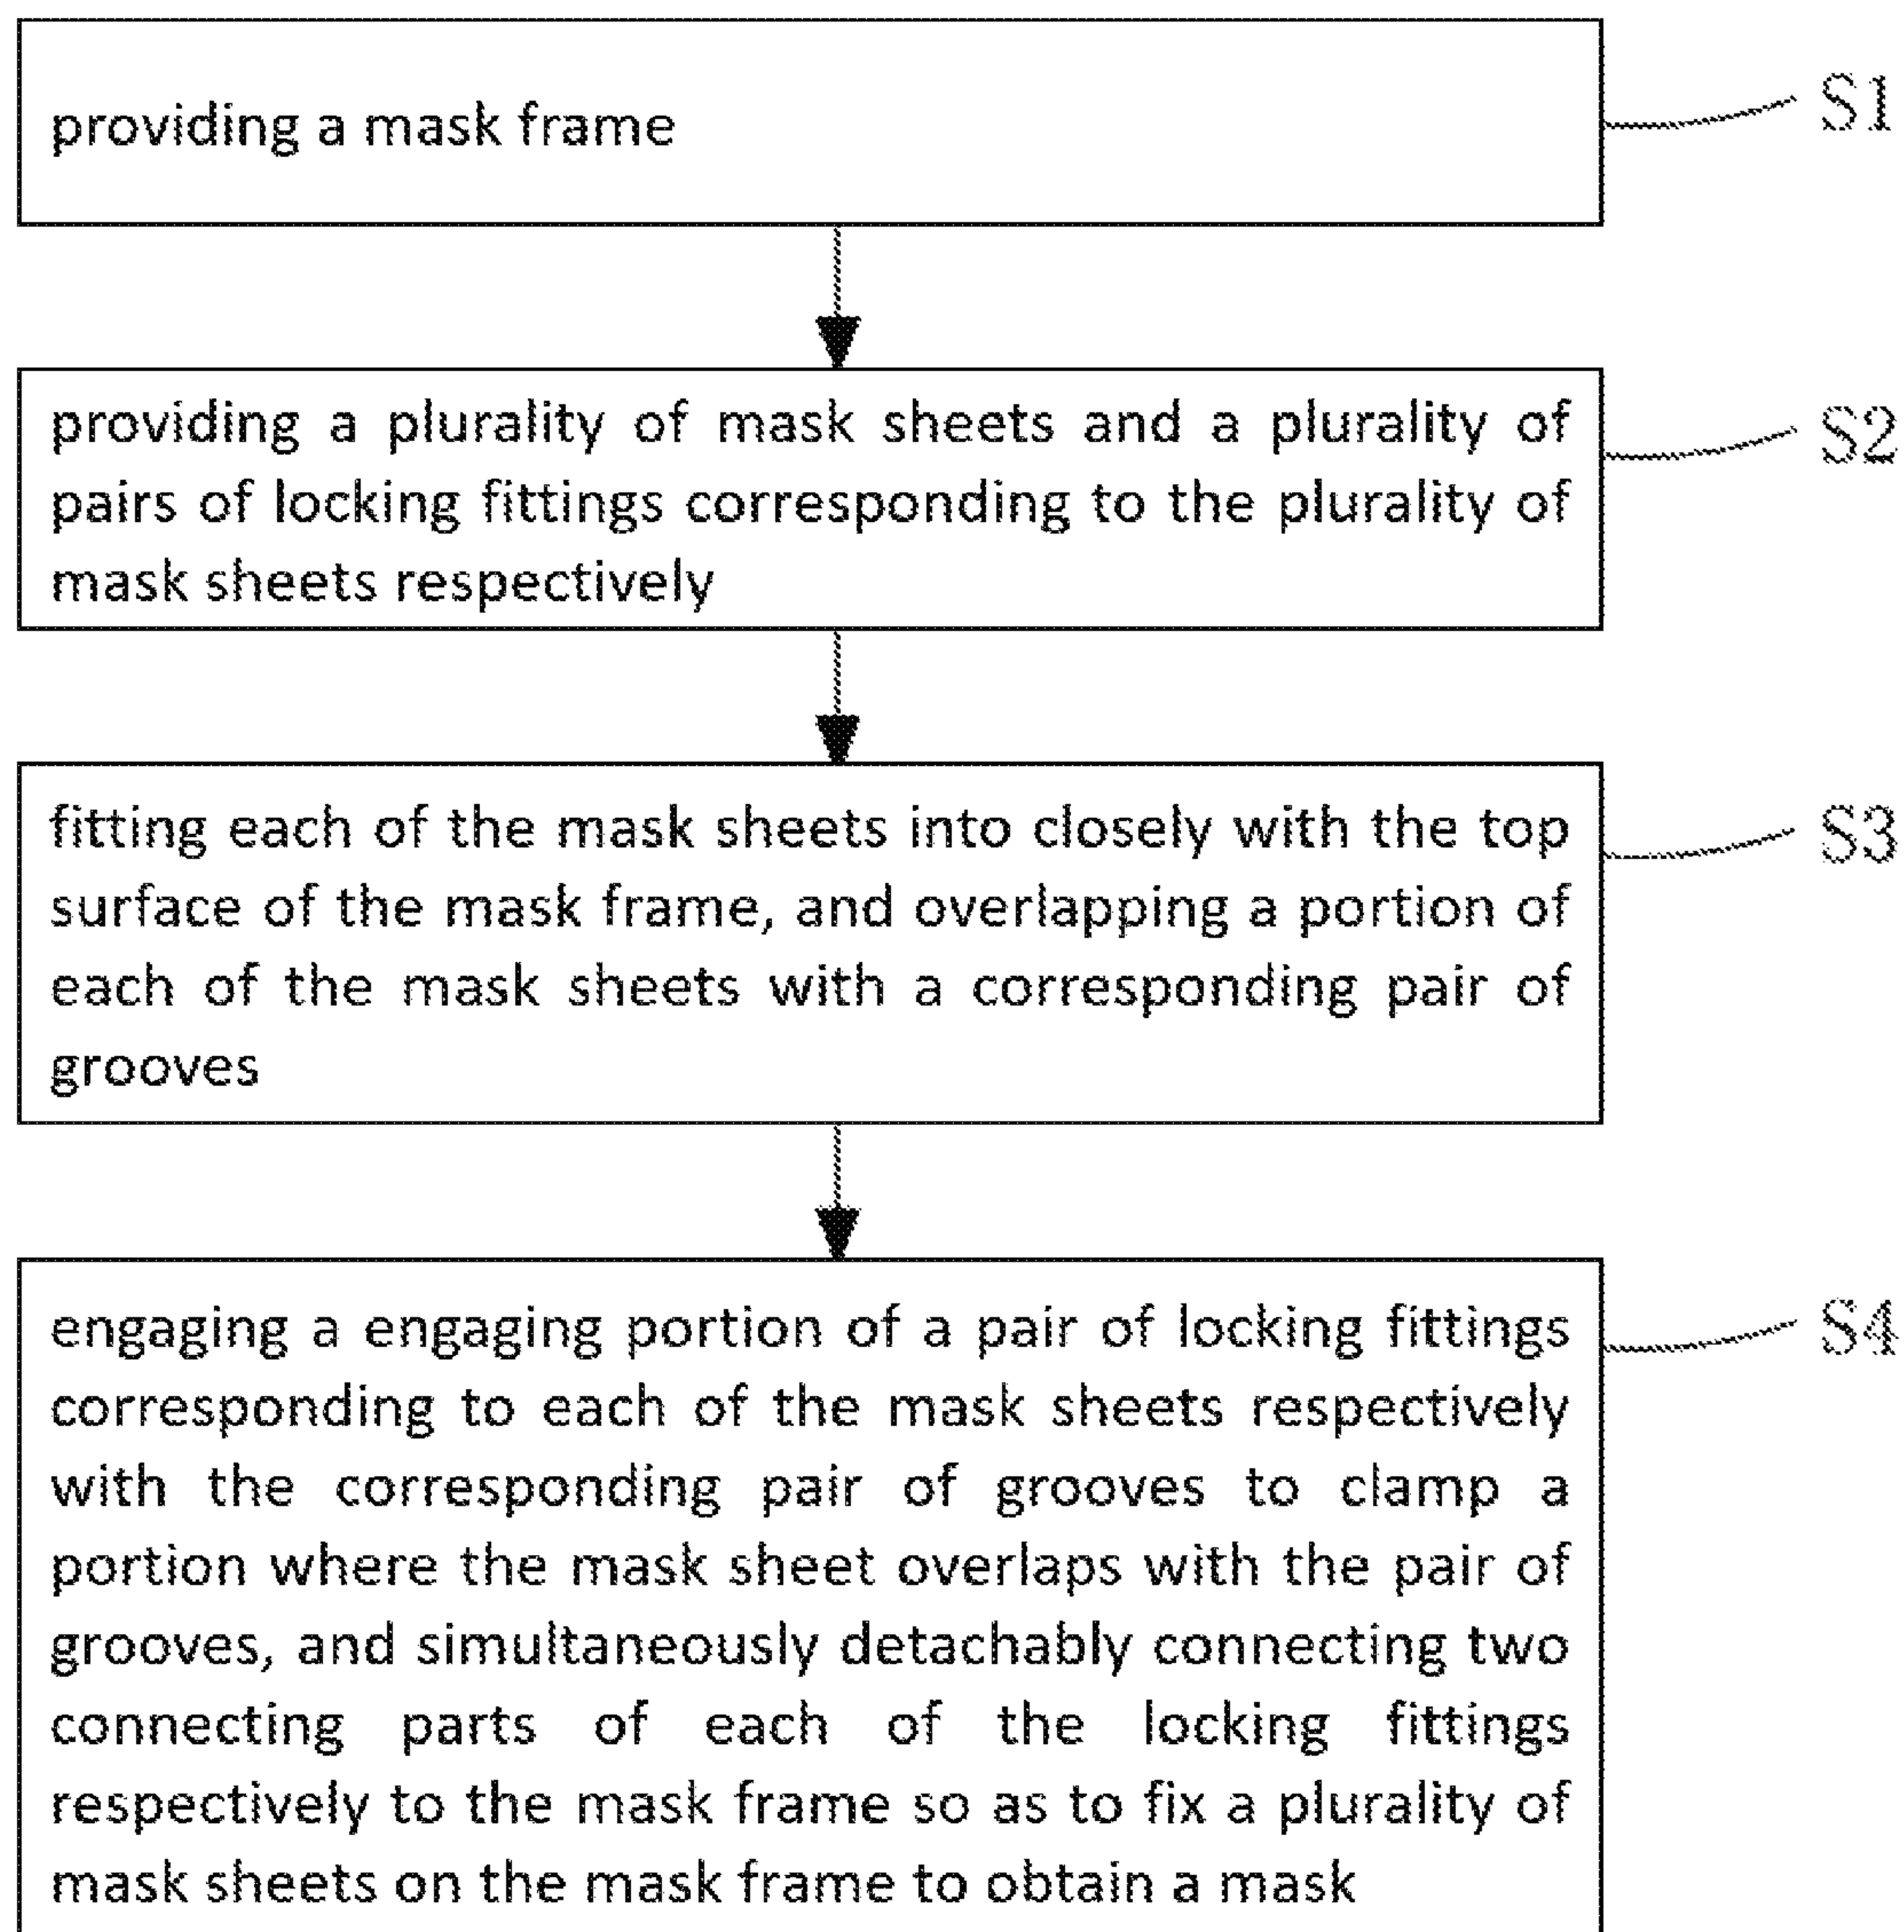 providing a mask frame
S1
providing a plurality of mask sheets and a plurality of
pairs of locking fittings corresponding to the plurality of
mask sheets respectively
S2
fitting each of the mask sheets into closely with the top
surface of the mask frame, and overlapping a portion of
each of the mask sheets with a corresponding pair of
grooves
S3
engaging a engaging portion of a pair of locking fittings
corresponding to each of the mask sheets respectively
with the corresponding pair of grooves to clamp a
portion where the mask sheet overlaps with the pair of
grooves, and simultaneously detachably connecting two
connecting parts of each of the locking fittings
respectively to the mask frame so as to fix a plurality of
mask sheets on the mask frame to obtain a mask
S4